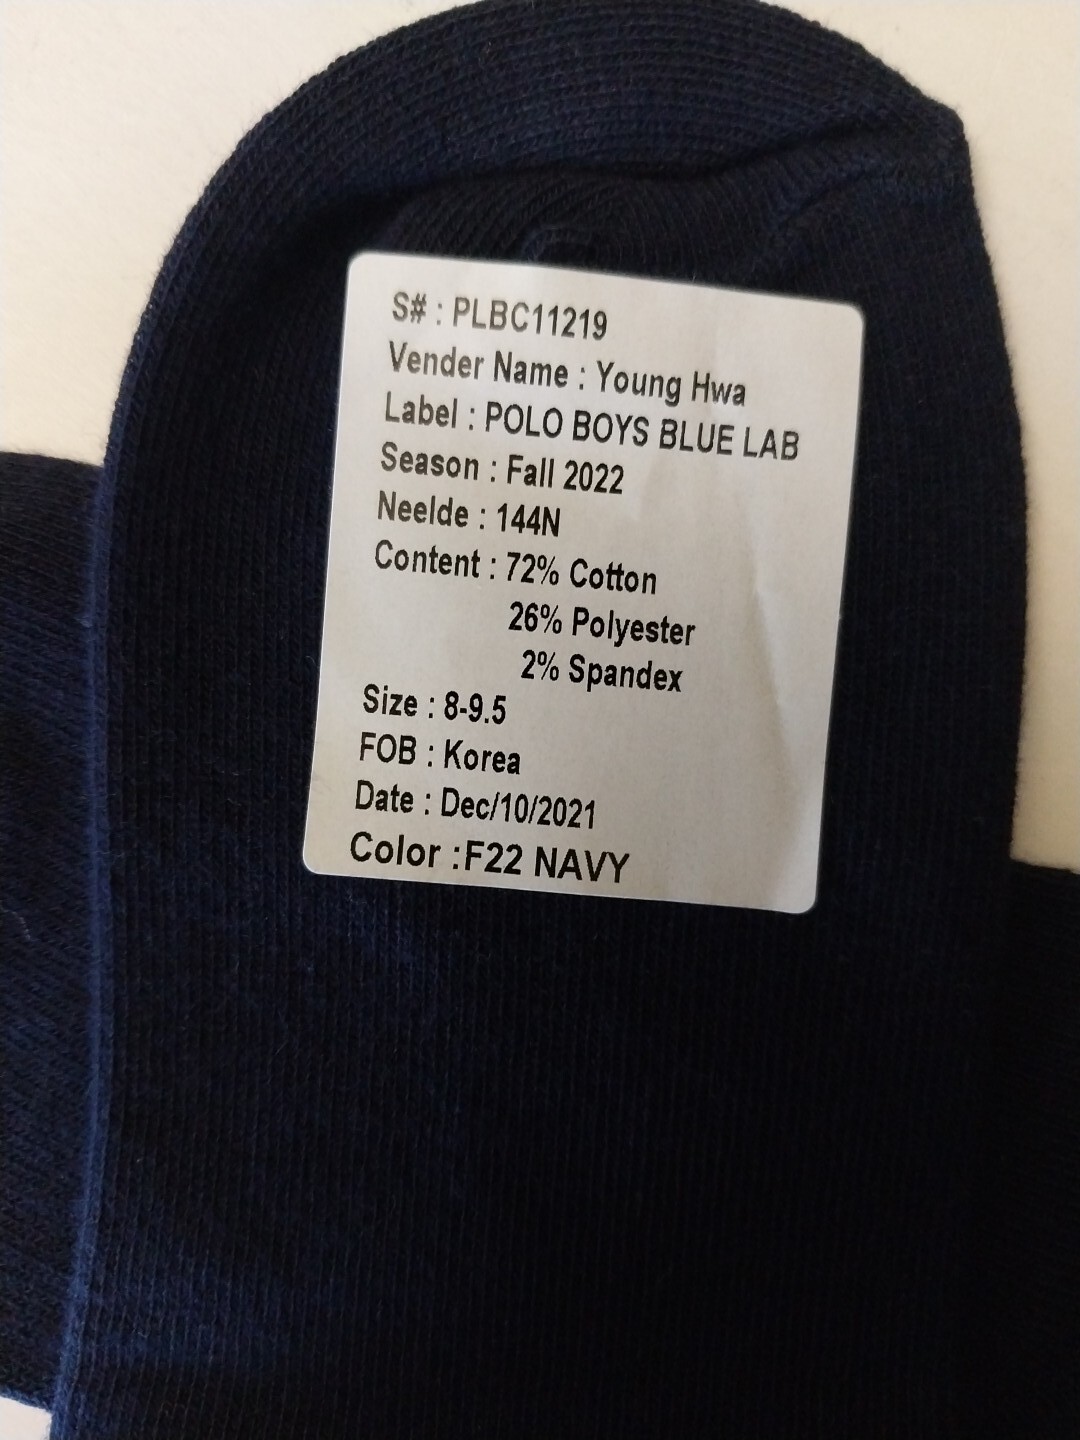 S# : PLBC11219
Vender Name : Young Hwa
Label : POLO BOYS BLUE LAB
Season : Fall 2022
Neelde : 144N
Content : 72% Cotton
26% Polyester
2% Spandex
Size : 8-9.5
FOB : Korea
Date : Dec/10/2021
Color :F22 NAVY